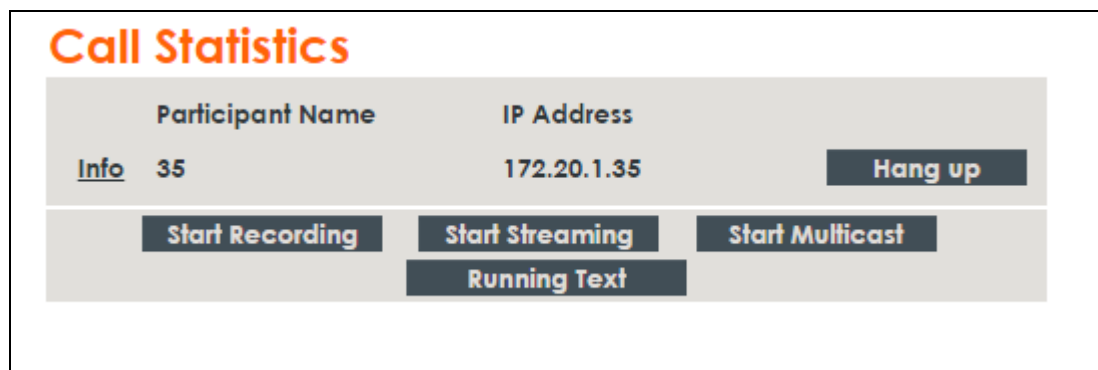 Call Statistics
Participant Name IP Address
Info 35 172.20.1.35 Hang up
Start Recording Start Streaming Start Multicast
Running Text